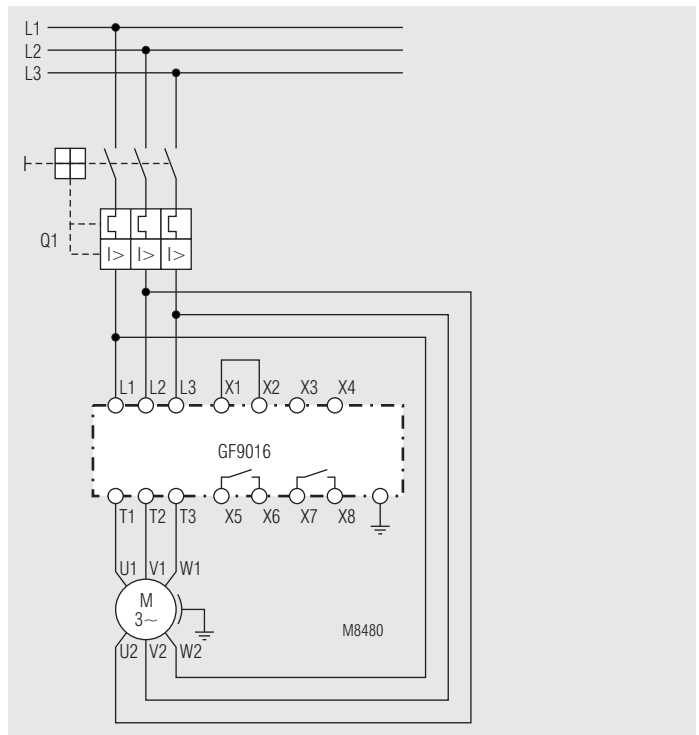 L1
L2
L3
Q1
I> I> I>
L1 L2 L3 X1 X2 X3 X4
GF9016
T1 T2 T3 X5 X6 X7 X8
U1 V1 W1
M
3~
M8480
U2 V2 W2